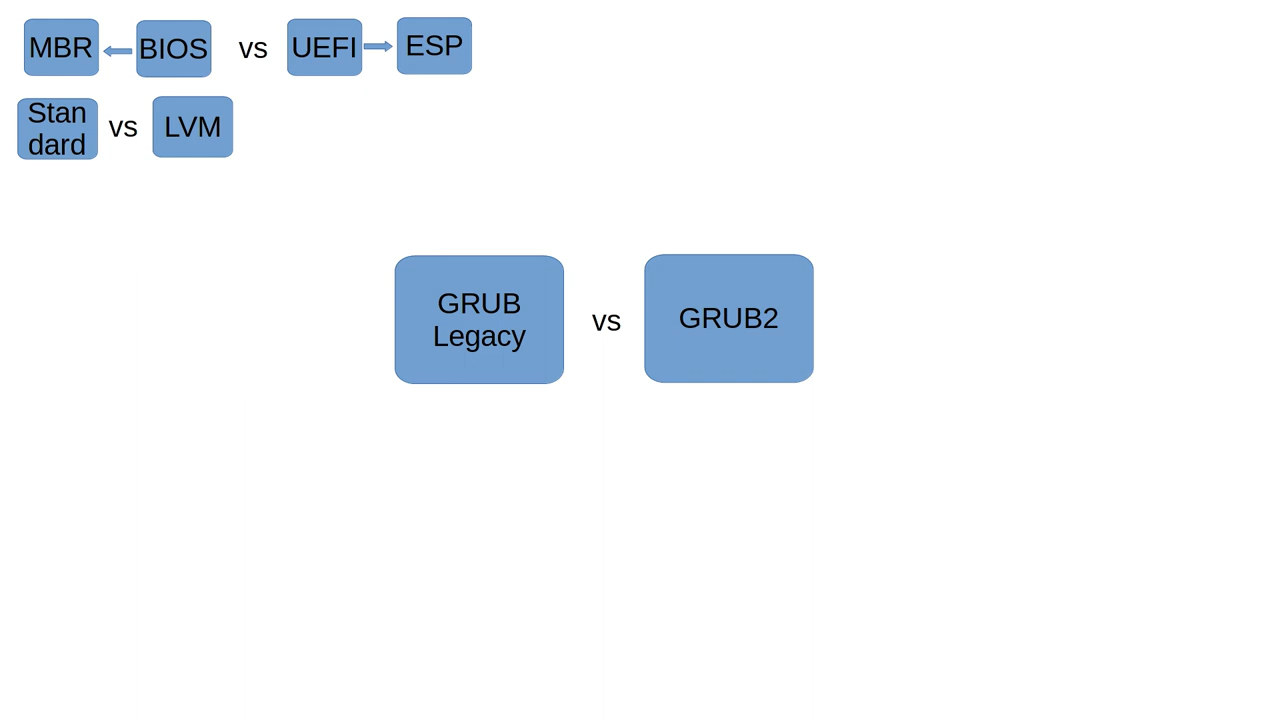 MBR BIOS vs UEFI ESP
Stan
dard vs LVM
GRUB
Legacy vs GRUB2